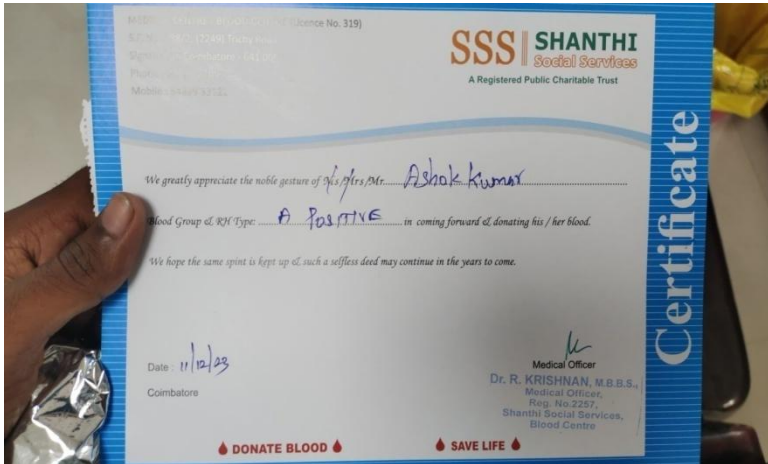 (Licence No. 319)
SSS SHANTHI
Social Services
A Registered Public Charitable Trust
Certificate
We greatly appreciate the noble gesture of Ms/Mrs/Mr. Ashok Kumar
Blood Group & RH Type: A POSITIVE in coming forward & donating his / her blood.
We hope the same spint is kept up & such a selfless deed may continue in the years to come.
Date : 11/12/23
Coimbatore
Medical Officer
Dr. R. KRISHNAN, M.B.B.S.,
Medical Officer,
Reg. No.2257,
Shanthi Social Services,
Blood Centre
DONATE BLOOD
SAVE LIFE